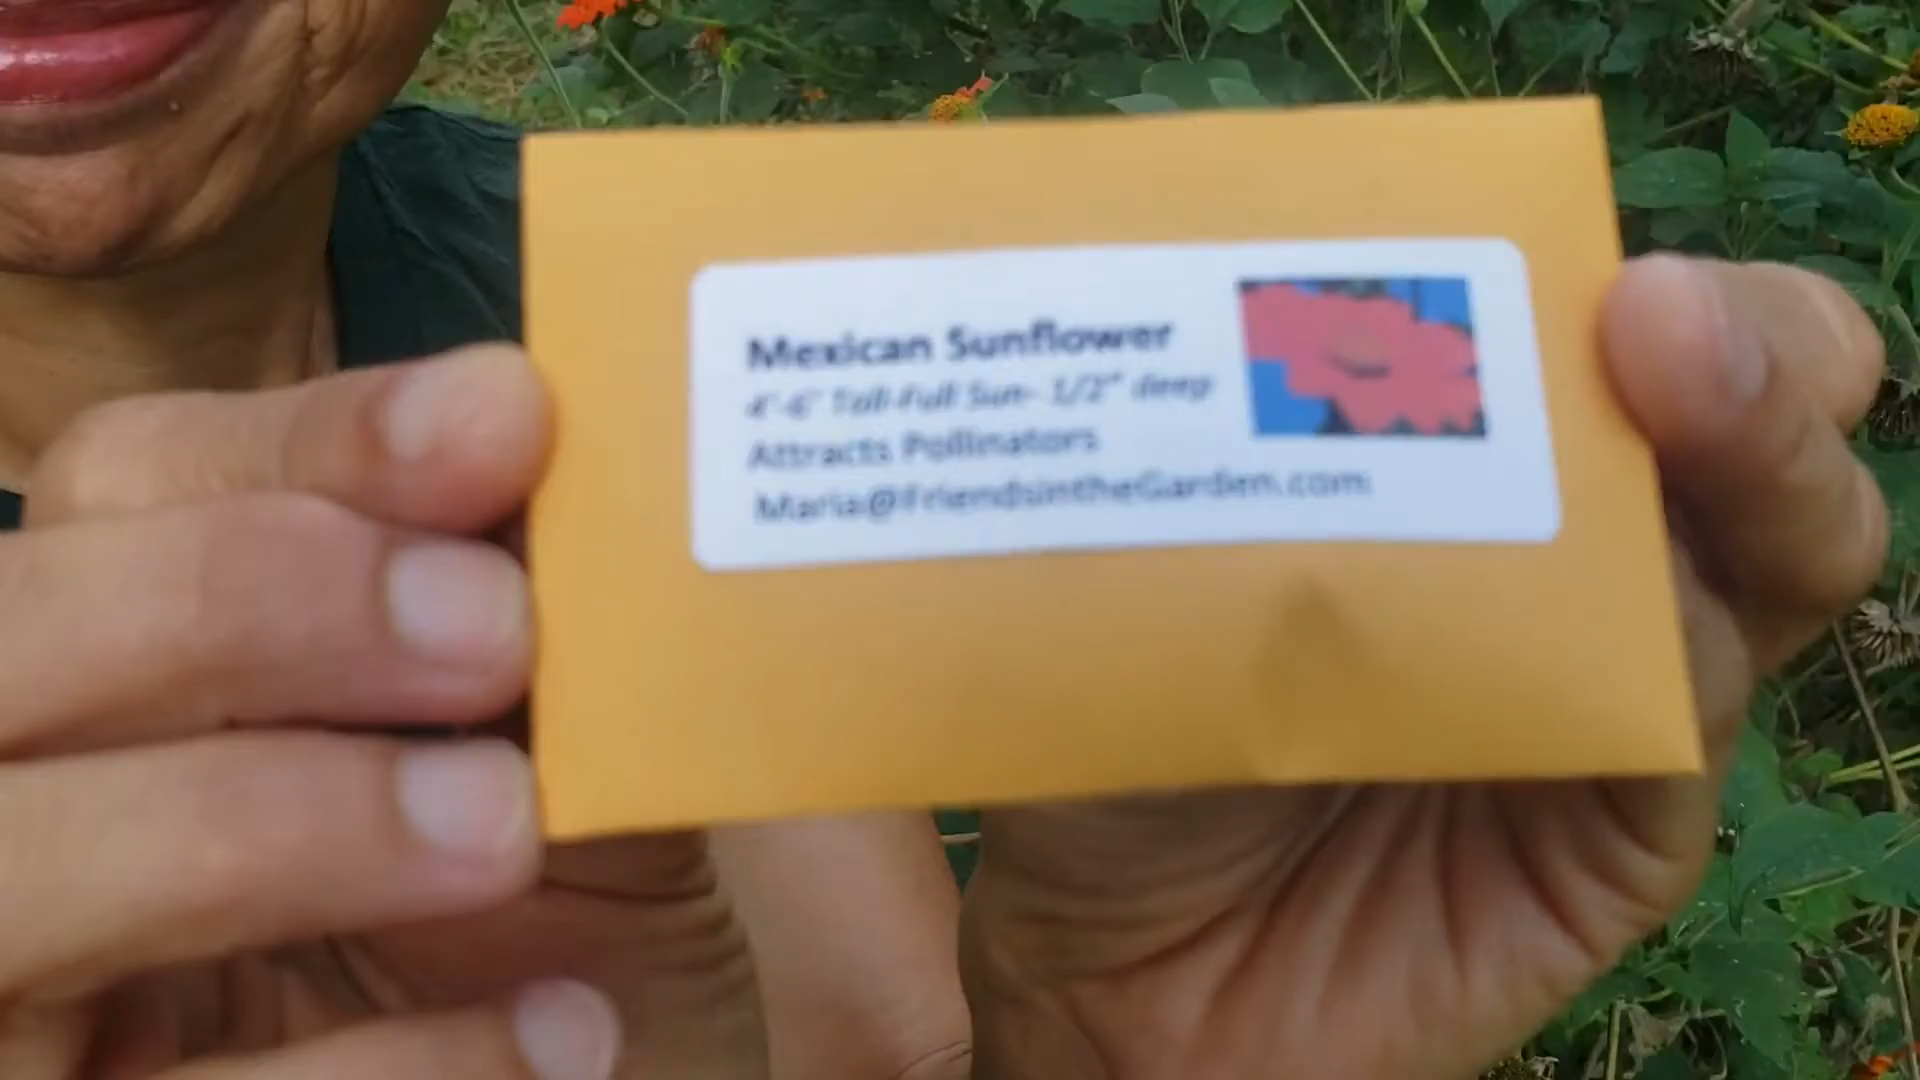 Mexican Sunflower
4'-6' Tall-Full Sun- 1/2" deep
Attracts Pollinators
Maria@FriendsintheGarden.com